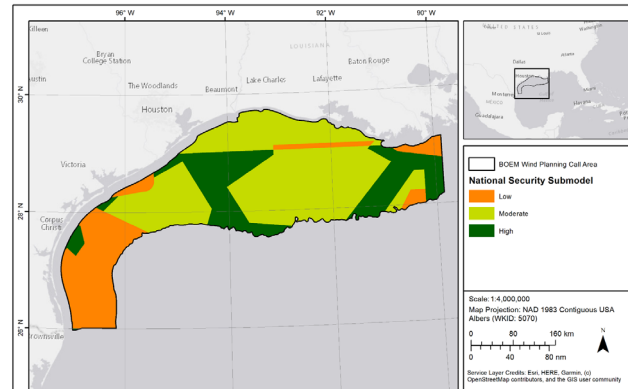 96° W
94° W
92° W
90° W
Killeen
Bryan
College Station
LOUISIANA
Baton Rouge
Austin
The Woodlands
Lake Charles
Lafayette
Beaumont
30° N
Houston
Victoria
28° N
Corpus
Christi
26° N
Brownsville
UNITED STATES
Dallas
Houston
MÉXICO
Havana
Guadalajara
BOEM Wind Planning Call Area
National Security Submodel
Low
Moderate
High
Scale: 1:4,000,000
Map Projection: NAD 1983 Contiguous USA
Albers (WKID: 5070)
0 80 160 km
N
0 40 80 nm
Service Layer Credits: Esri, HERE, Garmin, (c)
OpenStreetMap contributors, and the GIS user community